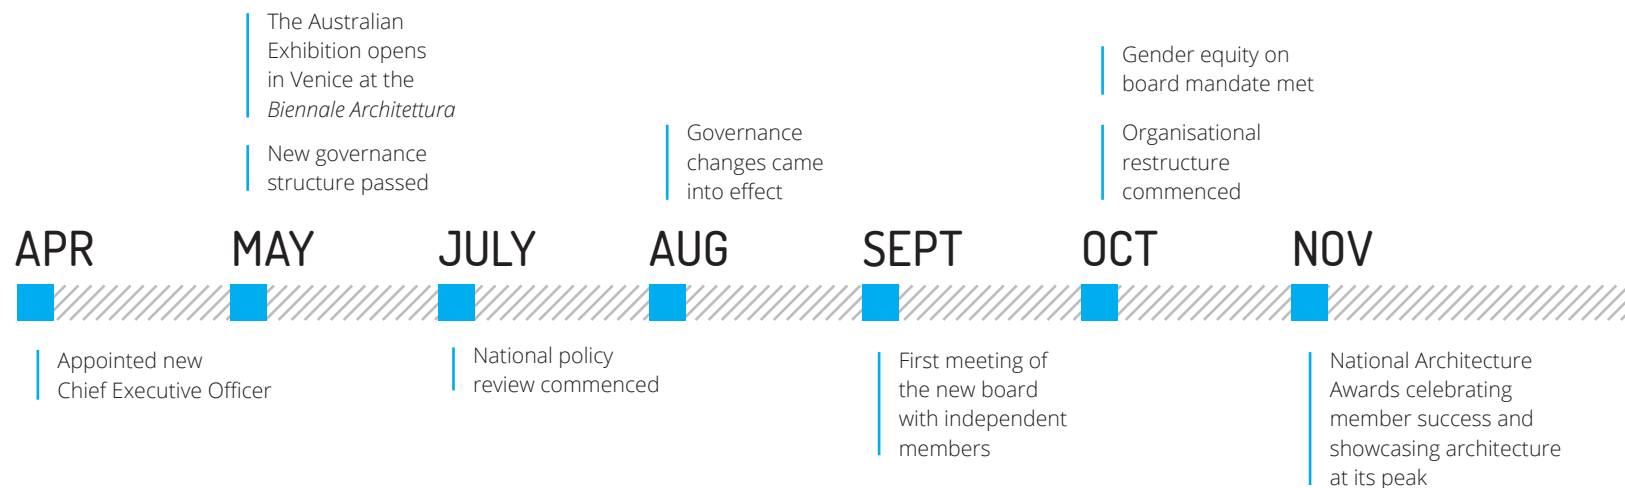 The Australian
Exhibition opens
in Venice at the
Biennale Architettura
New governance
structure passed
Governance
changes came
into effect
Gender equity on
board mandate met
Organisational
restructure
commenced
APR
MAY
JULY
AUG
SEPT
OCT
NOV
Appointed new
Chief Executive Officer
National policy
review commenced
First meeting of
the new board
with independent
members
National Architecture
Awards celebrating
member success and
showcasing architecture
at its peak